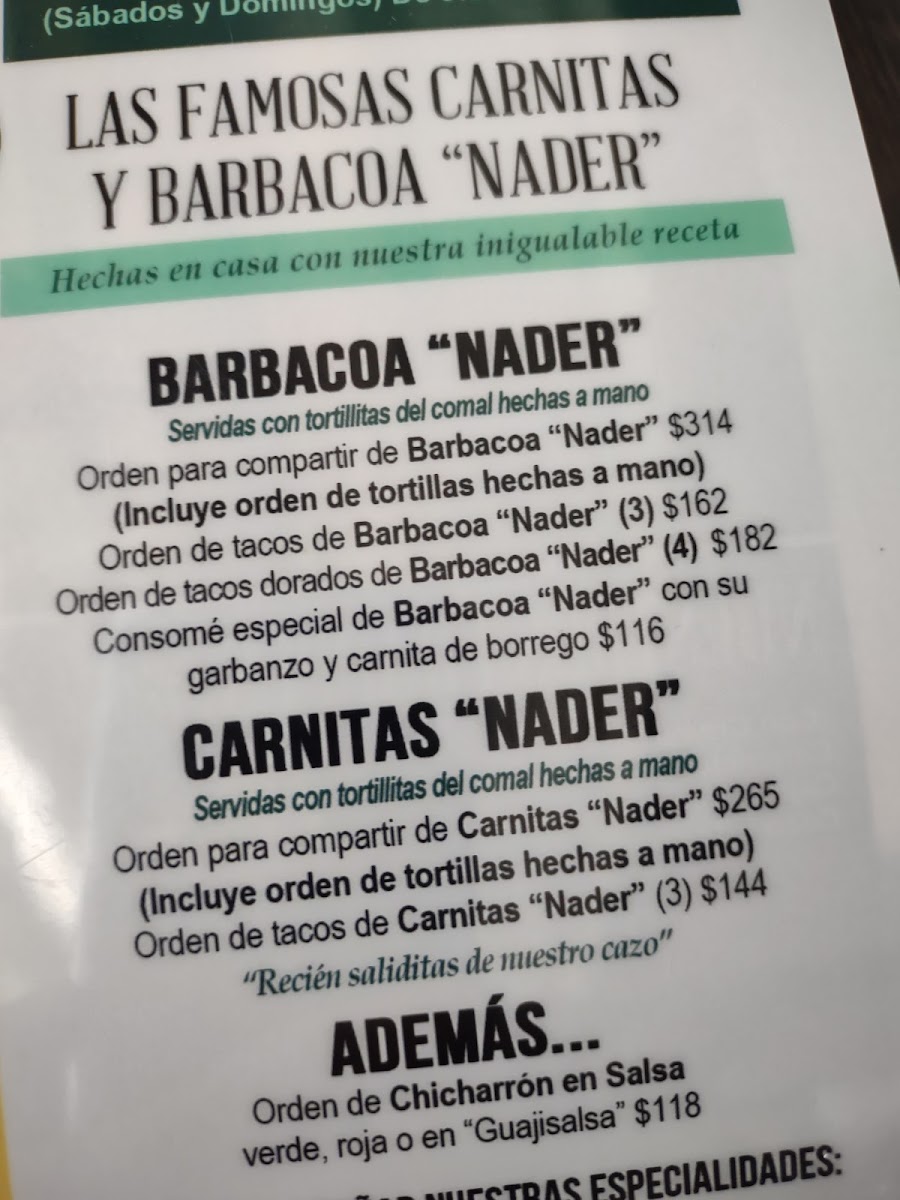 (Sábados y Domingos)
LAS FAMOSAS CARNITAS
Y BARBACOA “NADER”
Hechas en casa con nuestra inigualable receta
BARBACOA “NADER”
Servidas con tortillitas del comal hechas a mano
Orden para compartir de Barbacoa “Nader” $314
(Incluye orden de tortillas hechas a mano)
Orden de tacos de Barbacoa “Nader” (3) $162
Orden de tacos dorados de Barbacoa “Nader” (4) $182
Consomé especial de Barbacoa “Nader” con su
garbanzo y carnita de borrego $116
CARNITAS “NADER”
Servidas con tortillitas del comal hechas a mano
Orden para compartir de Carnitas “Nader” $265
(Incluye orden de tortillas hechas a mano)
Orden de tacos de Carnitas “Nader” (3) $144
“Recién saliditas de nuestro cazo”
ADEMÁS...
Orden de Chicharrón en Salsa
verde, roja o en “Guajisalsa” $118
NUESTRAS ESPECIALIDADES: